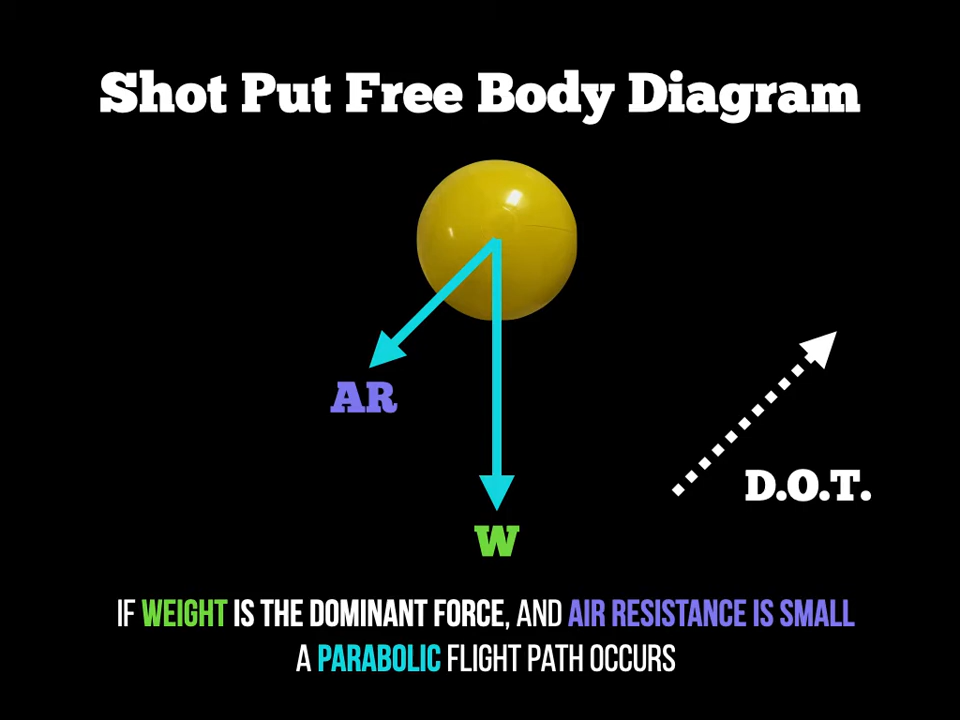 Shot Put Free Body Diagram
AR
D.O.T.
W
IF WEIGHT IS THE DOMINANT FORCE, AND AIR RESISTANCE IS SMALL
A PARABOLIC FLIGHT PATH OCCURS